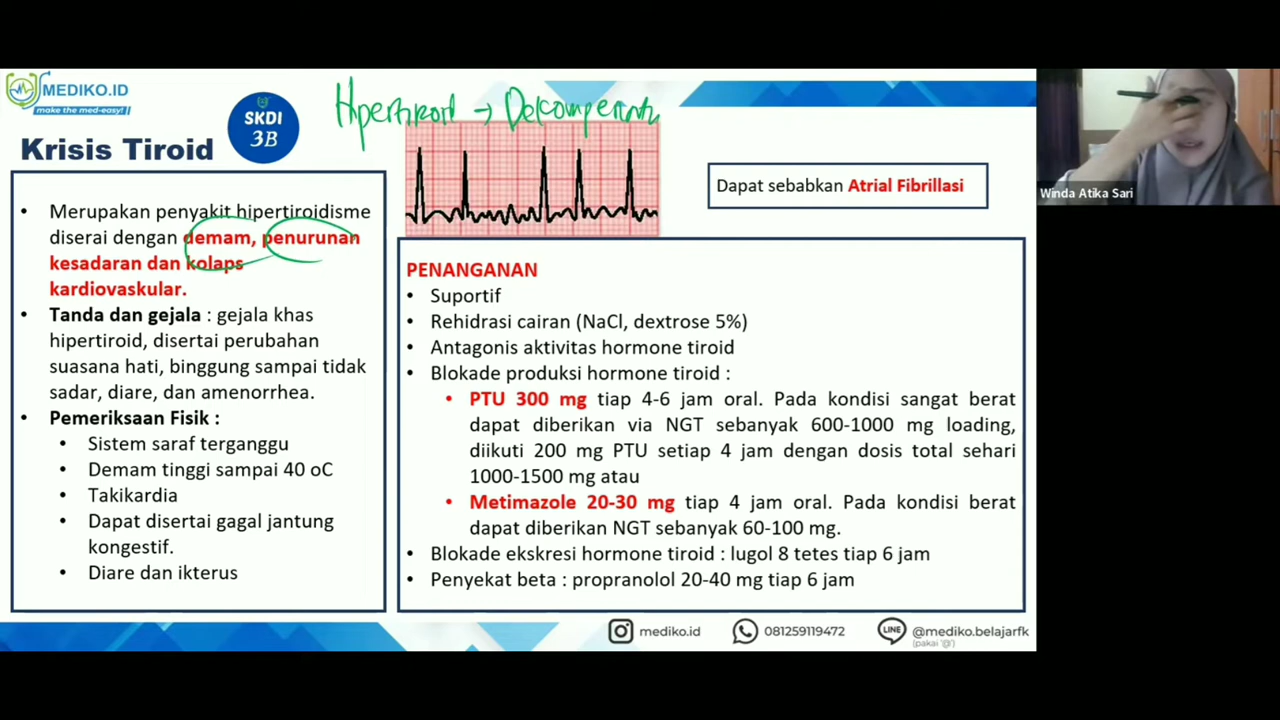 MEDIKO.ID
make the med-easy!
SKDI
3B
Hipertiroid →
Krisis Tiroid
Dapat sebabkan Atrial Fibrillasi
Winda Atika Sari
• Merupakan penyakit hipertiroidisme
diserai dengan demam, penurunan
kesadaran dan kolaps
kardiovaskular.
• Tanda dan gejala : gejala khas
hipertiroid, disertai perubahan
suasana hati, binggung sampai tidak
sadar, diare, dan amenorrhea.
• Pemeriksaan Fisik :
• Sistem saraf terganggu
• Demam tinggi sampai 40 oC
• Takikardia
• Dapat disertai gagal jantung
kongestif.
• Diare dan ikterus
PENANGANAN
• Suportif
• Rehidrasi cairan (NaCl, dextrose 5%)
• Antagonis aktivitas hormone tiroid
• Blokade produksi hormone tiroid :
• PTU 300 mg tiap 4-6 jam oral. Pada kondisi sangat berat
dapat diberikan via NGT sebanyak 600-1000 mg loading,
diikuti 200 mg PTU setiap 4 jam dengan dosis total sehari
1000-1500 mg atau
• Metimazole 20-30 mg tiap 4 jam oral. Pada kondisi berat
dapat diberikan NGT sebanyak 60-100 mg.
• Blokade ekskresi hormone tiroid : lugol 8 tetes tiap 6 jam
• Penyekat beta : propranolol 20-40 mg tiap 6 jam
mediko.id
081259119472
LINE
@mediko.belajarfk
(pakai '@')